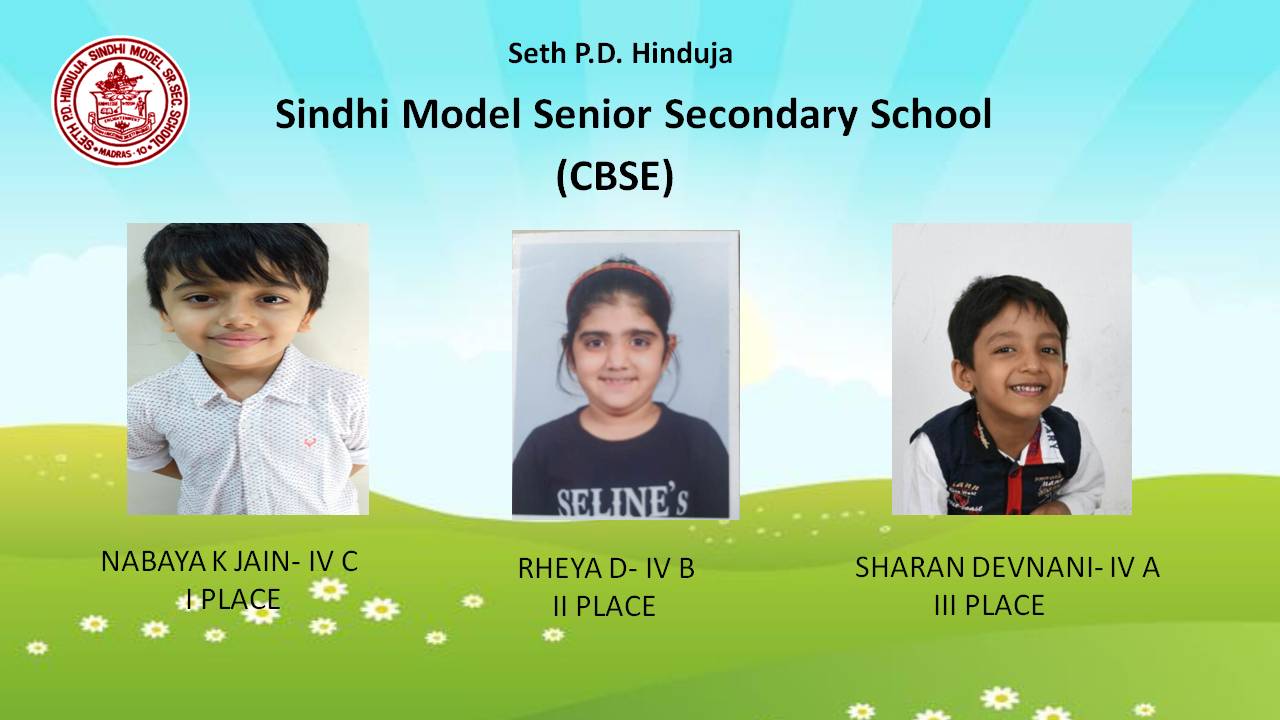 Seth P.D. Hinduja
Sindhi Model Senior Secondary School
(CBSE)
SETH P.D. HINDUJA SINDHI MODEL SR. SEC. SCHOOL
MADRAS-10
SELINE'S
NABAYA K JAIN- IV C
I PLACE
RHEYA D- IV B
II PLACE
SHARAN DEVNANI- IV A
III PLACE